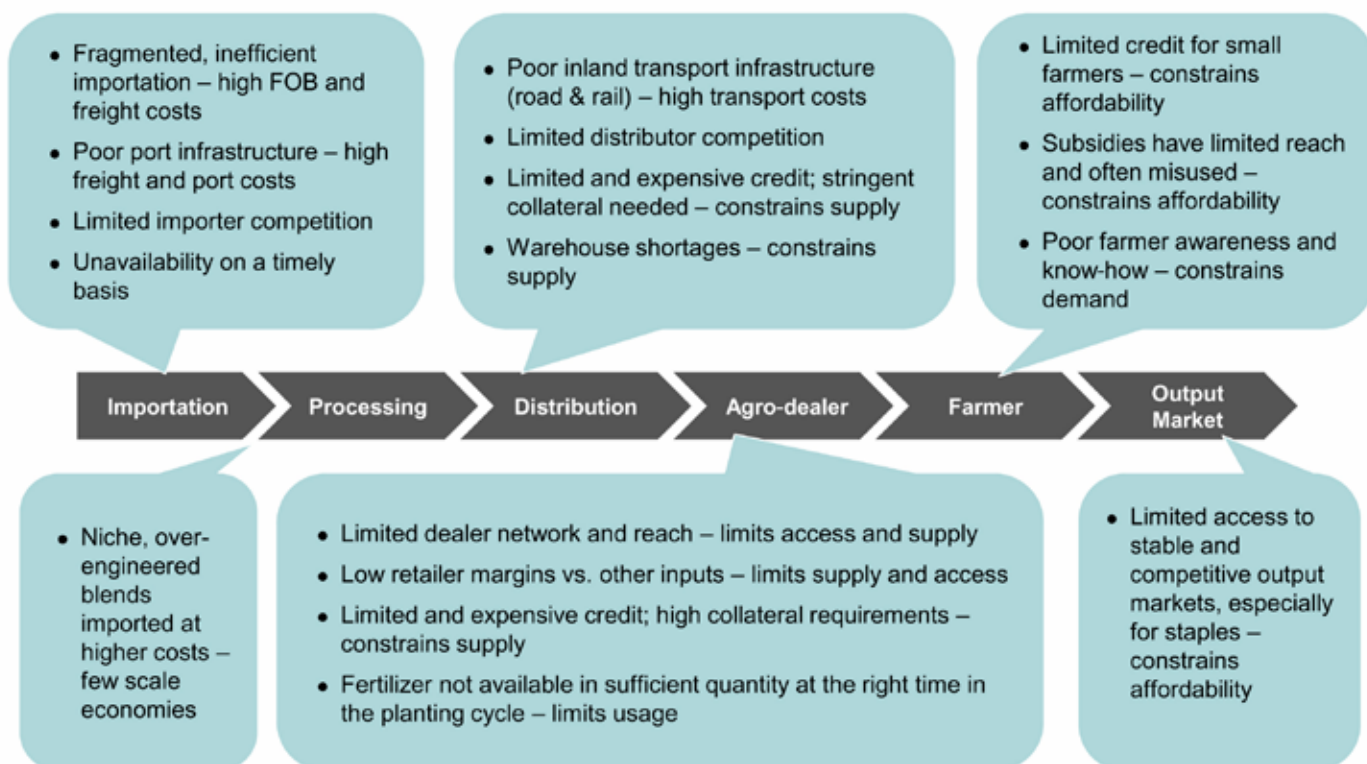 • Fragmented, inefficient
importation – high FOB and
freight costs
• Poor port infrastructure – high
freight and port costs
• Limited importer competition
• Unavailability on a timely
basis
• Poor inland transport infrastructure
(road & rail) – high transport costs
• Limited distributor competition
• Limited and expensive credit; stringent
collateral needed – constrains supply
• Warehouse shortages – constrains
supply
• Limited credit for small
farmers – constrains
affordability
• Subsidies have limited reach
and often misused –
constrains affordability
• Poor farmer awareness and
know-how – constrains
demand
Importation
Processing
Distribution
Agro-dealer
Farmer
Output
Market
• Niche, over-
engineered
blends
imported at
higher costs –
few scale
economies
• Limited dealer network and reach – limits access and supply
• Low retailer margins vs. other inputs – limits supply and access
• Limited and expensive credit; high collateral requirements –
constrains supply
• Fertilizer not available in sufficient quantity at the right time in
the planting cycle – limits usage
• Limited access to
stable and
competitive output
markets, especially
for staples –
constrains
affordability